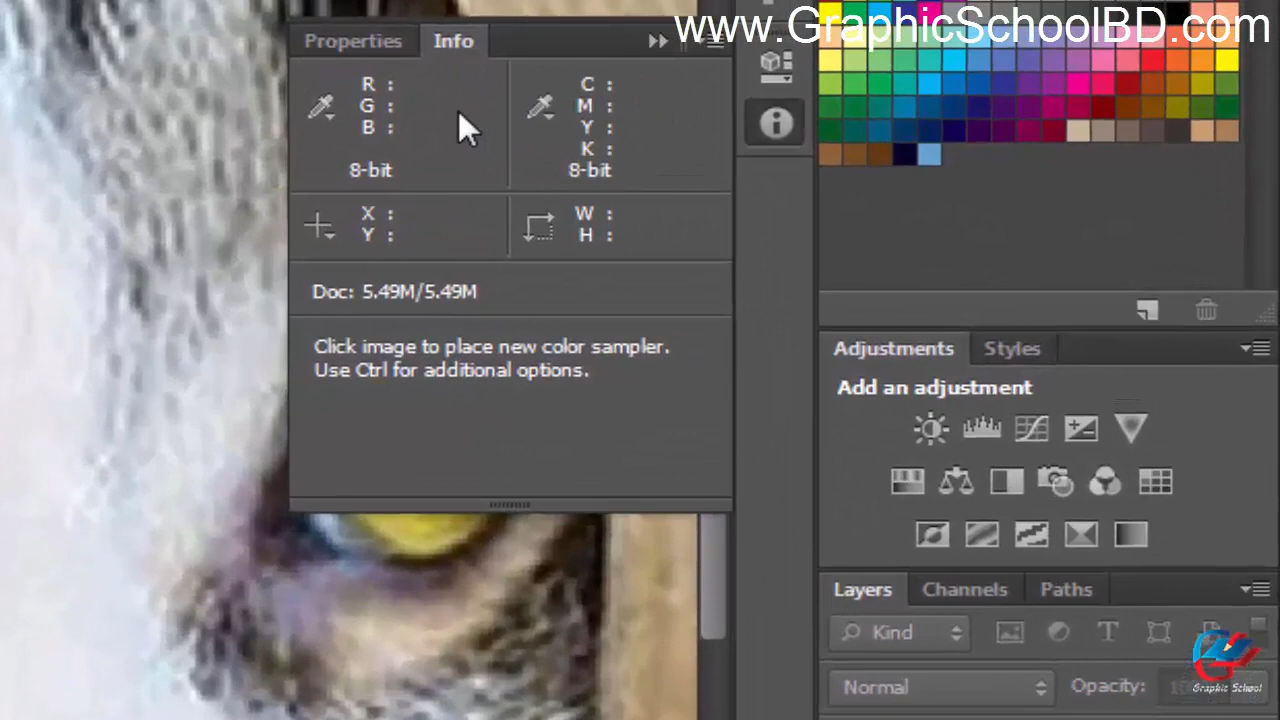 www.GraphicSchoolBD.com
Properties
Info
R :
G :
B :
8-bit
C :
M :
Y :
K :
8-bit
X :
Y :
W :
H :
Doc: 5.49M/5.49M
Click image to place new color sampler.
Use Ctrl for additional options.
Adjustments
Styles
Add an adjustment
Layers
Channels
Paths
Kind
Normal
Opacity:
Graphic School